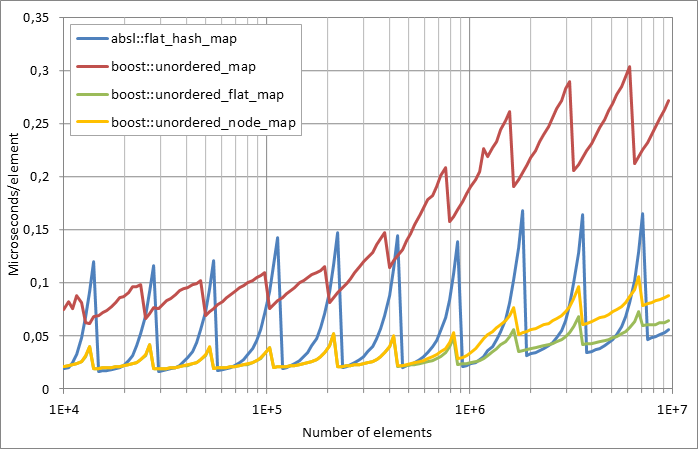 0,35
0,3
0,25
0,2
0,15
0,1
0,05
0
Microseconds/element
absl::flat_hash_map
boost::unordered_map
boost::unordered_flat_map
boost::unordered_node_map
1E+4 1E+5 1E+6 1E+7
Number of elements